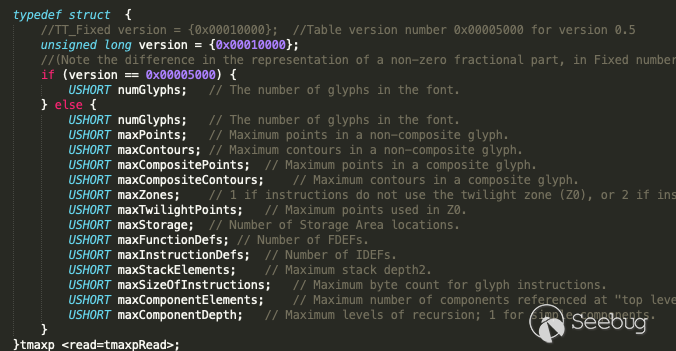 typedef struct  {
    //TT_Fixed version = {0x00010000};  //Table version number 0x00005000 for version 0.5
    unsigned long version = {0x00010000};
    //(Note the difference in the representation of a non-zero fractional part, in Fixed number
    if (version == 0x00005000) {
        USHORT numGlyphs;   // The number of glyphs in the font.
    } else {
        USHORT numGlyphs;   // The number of glyphs in the font.
        USHORT maxPoints;   // Maximum points in a non-composite glyph.
        USHORT maxContours; // Maximum contours in a non-composite glyph.
        USHORT maxCompositePoints;  // Maximum points in a composite glyph.
        USHORT maxCompositeContours;    // Maximum contours in a composite glyph.
        USHORT maxZones;    // 1 if instructions do not use the twilight zone (Z0), or 2 if ins
        USHORT maxTwilightPoints;   // Maximum points used in Z0.
        USHORT maxStorage;  // Number of Storage Area locations.
        USHORT maxFunctionDefs; // Number of FDEFs.
        USHORT maxInstructionDefs;  // Number of IDEFs.
        USHORT maxStackElements;    // Maximum stack depth2.
        USHORT maxSizeOfInstructions;   // Maximum byte count for glyph instructions.
        USHORT maxComponentElements;    // Maximum number of components referenced at "top leve
        USHORT maxComponentDepth;   // Maximum levels of recursion; 1 for simple components.
    }
}tmaxp <read=tmaxpRead>;
Seebug